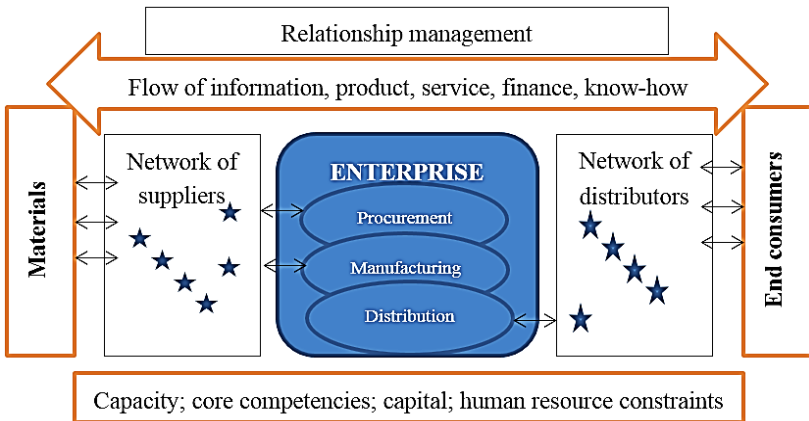 Relationship management
Flow of information, product, service, finance, know-how
Materials
Network of
suppliers
ENTERPRISE
Procurement
Manufacturing
Distribution
Network of
distributors
End consumers
Capacity; core competencies; capital; human resource constraints